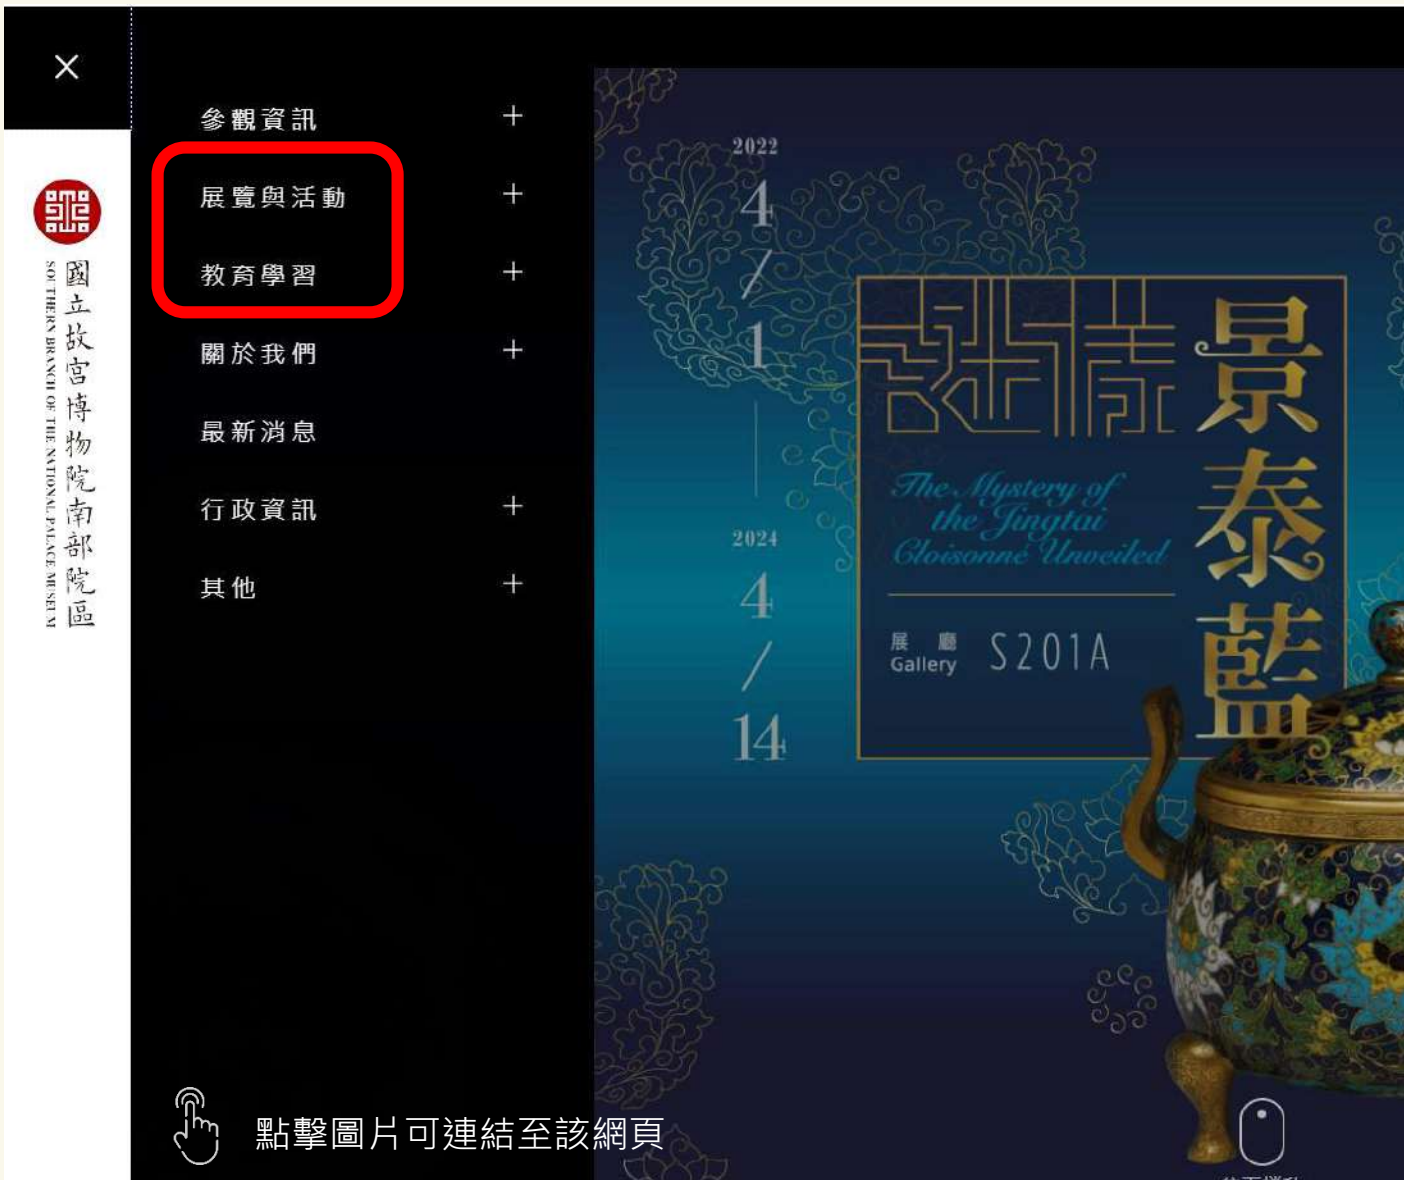 國立故宮博物院南部院區
SOUTHERN BRANCH OF THE NATIONAL PALACE MUSEUM
參觀資訊
展覽與活動
教育學習
關於我們
最新消息
行政資訊
其他
2022
4/1
2024
4/14
謎樣
景泰藍
The Mystery of
the Jingtai
Cloisonné Unveiled
展廳
Gallery
S201A
點擊圖片可連結至該網頁